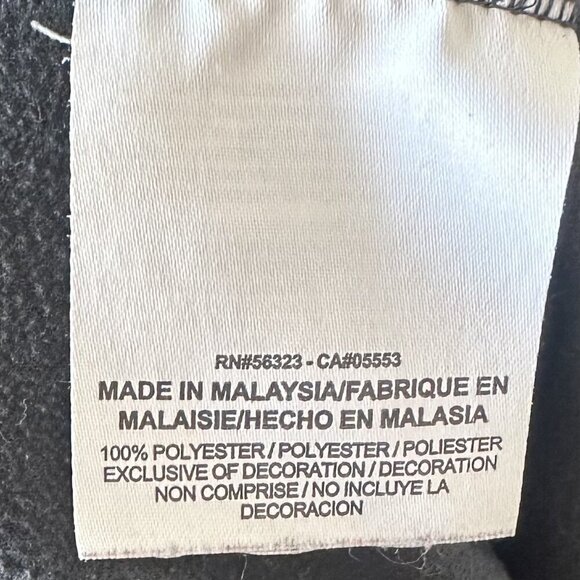 RN#56323 - CA#05553
MADE IN MALAYSIA/FABRIQUE EN
MALAISIE/HECHO EN MALASIA
100% POLYESTER / POLYESTER / POLIESTER
EXCLUSIVE OF DECORATION / DECORATION
NON COMPRISE / NO INCLUYE LA
DECORACION